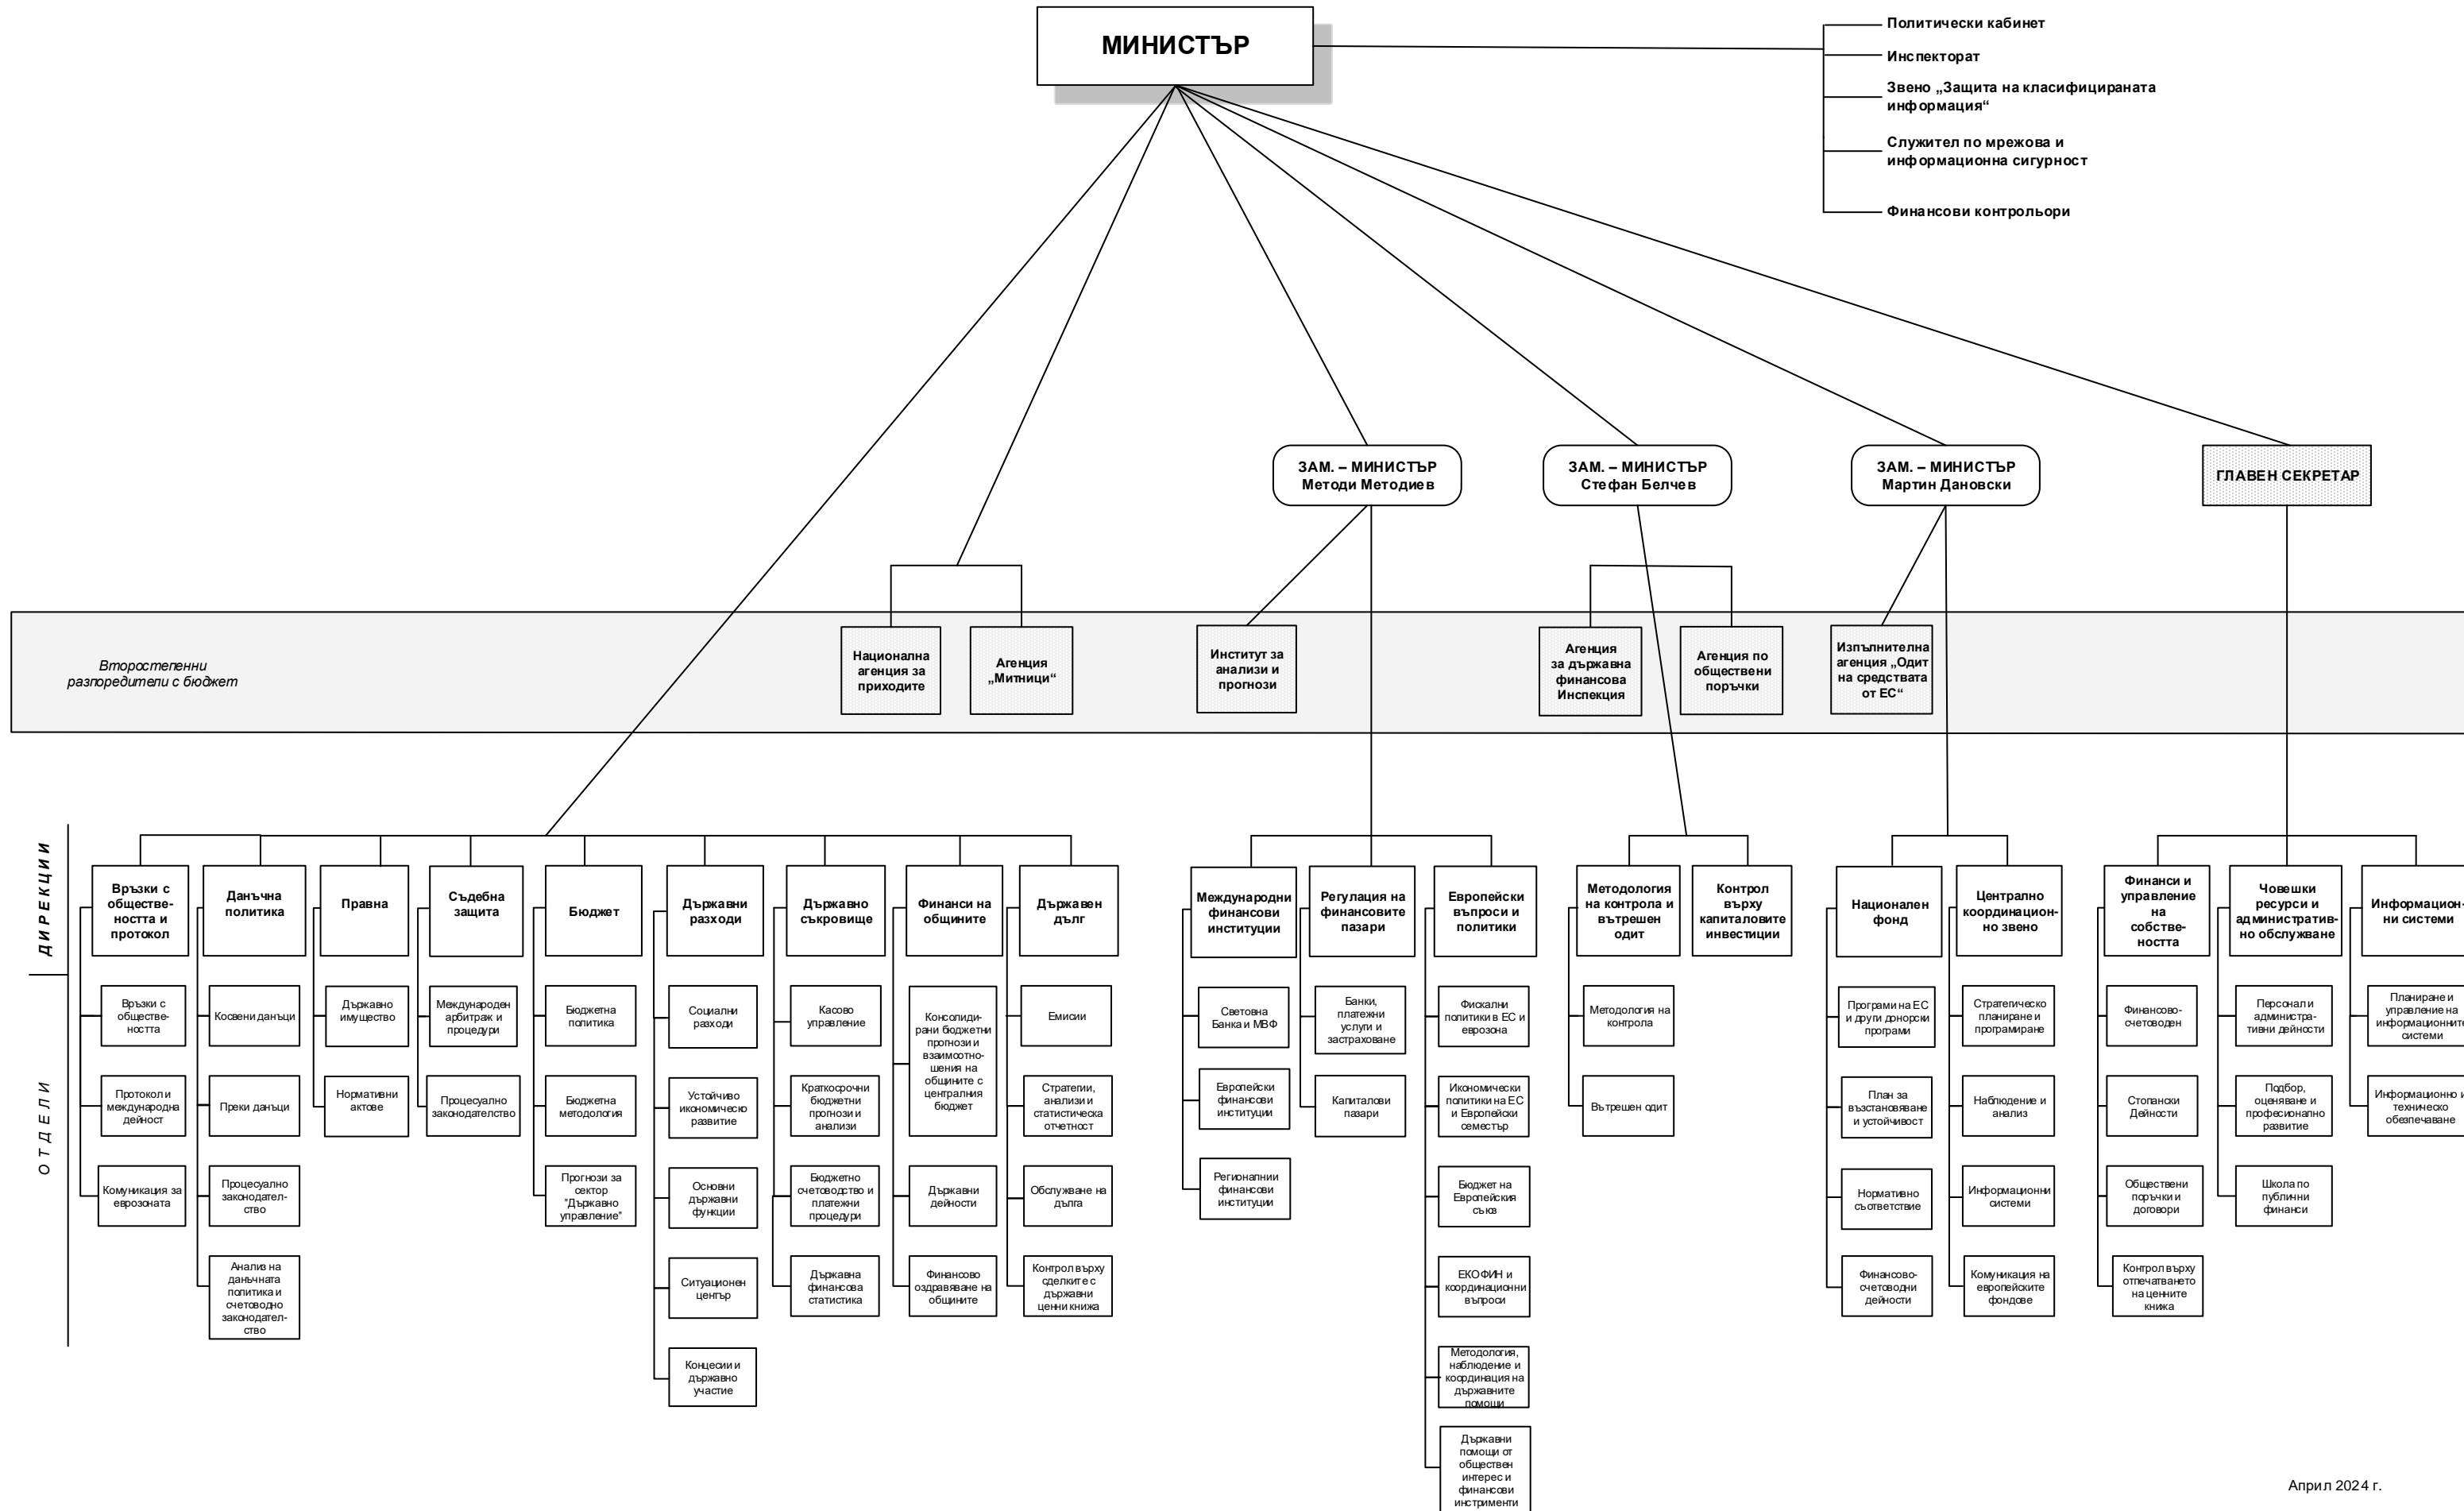 МИНИСТЪР
Политически кабинет
Инспекторат
Звено „Защита на класифицираната
информация“
Служител по мрежова и
информационна сигурност
Финансови контрольори
ЗАМ. – МИНИСТЪР
Методи Методиев
ЗАМ. – МИНИСТЪР
Стефан Белчев
ЗАМ. – МИНИСТЪР
Мартин Дановски
ГЛАВЕН СЕКРЕТАР
Второстепенни
разпоредители с бюджет
Национална
агенция за
приходите
Агенция
„Митници“
Институт за
анализи и
прогнози
Агенция
за държавна
финансова
Инспекция
Агенция по
обществени
поръчки
Изпълнителна
агенция „Одит
на средствата
от ЕС“
ДИРЕКЦИИ
Връзки с
обществе-
ността и
протокол
Данъчна
политика
Правна
Съдебна
защита
Бюджет
Държавни
разходи
Държавно
съкровище
Финанси на
общините
Държавен
дълг
Международни
финансови
институции
Регулация на
финансовите
пазари
Европейски
въпроси и
политики
Методология
на контрола и
вътрешен
одит
Контрол
върху
капиталовите
инвестиции
Национален
фонд
Централно
координацион-
но звено
Финанси и
управление
на
собстве-
ността
Човешки
ресурси и
административ-
но обслужване
Информацион-
ни системи
ОТДЕЛИ
Връзки с
обществе-
ността
Протокол и
международна
дейност
Комуникация за
еврозоната
Косвени данъци
Преки данъци
Процесуално
законодател-
ство
Анализ на
данъчната
политика и
счетоводно
законодател-
ство
Държавно
имущество
Нормативни
актове
Международен
арбитраж и
процедури
Процесуално
законодателство
Бюджетна
политика
Бюджетна
методология
Прогнози за
сектор
"Държавно
управление"
Социални
разходи
Устойчиво
икономическо
развитие
Основни
държавни
функции
Ситуационен
център
Концесии и
държавно
участие
Касово
управление
Краткосрочни
бюджетни
прогнози и
анализи
Бюджетно
счетоводство и
платежни
процедури
Държавна
финансова
статистика
Консолиди-
рани бюджетни
прогнози и
взаимоотно-
шения на
общините с
централния
бюджет
Държавни
дейности
Финансово
оздравяване на
общините
Емисии
Стратегии,
анализи и
статистическа
отчетност
Обслужване на
дълга
Контрол върху
сделките с
държавни
ценни книжа
Световна
Банка и МВФ
Европейски
финансови
институции
Регионалнии
финансови
институции
Банки,
платежни
услуги и
застраховане
Капиталови
пазари
Фискални
политики в ЕС и
еврозона
Икономически
политики на ЕС
и Европейски
семестър
Бюджет на
Европейския
съюз
ЕКОФИН и
координационни
въпроси
Методология,
наблюдение и
координация на
държавните
помощи
Държавни
помощи от
обществен
интерес и
финансови
инстрименти
Методология на
контрола
Вътрешен одит
Програми на ЕС
и други донорски
програми
План за
възстановяване
и устойчивост
Нормативно
съответствие
Финансово-
счетоводни
дейности
Стратегическо
планиране и
програмиране
Наблюдение и
анализ
Информационни
системи
Комуникация на
европейските
фондове
Финансово-
счетоводен
Стопански
Дейности
Обществени
поръчки и
договори
Контрол върху
отпечатването
на ценните
книжа
Персонал и
администра-
тивни дейности
Подбор,
оценяване и
професионално
развитие
Школа по
публични
финанси
Планиране и
управление на
информационните
системи
Информационно и
техническо
обезпечаване
Април 2024 г.